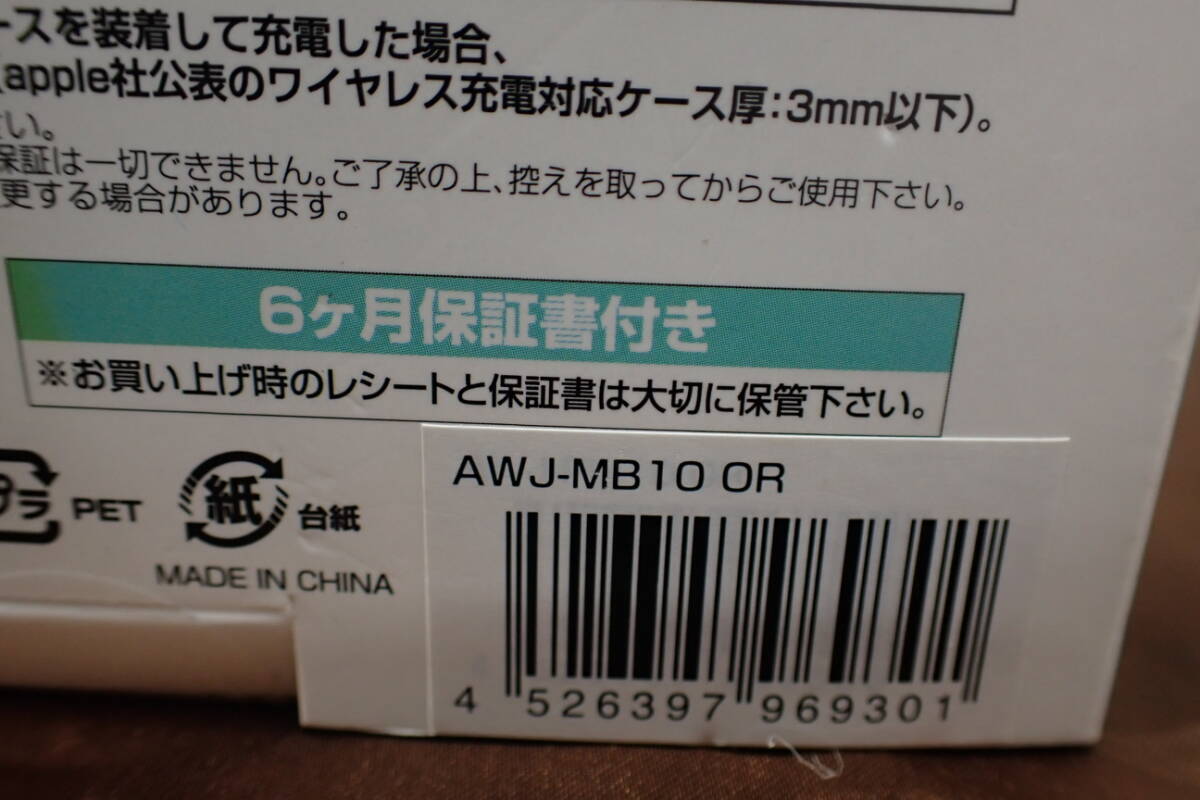 ースを装着して充電した場合、
apple社公表のワイヤレス充電対応ケース厚:3mm以下)。
さい。
保証は一切できません。ご了承の上、控えを取ってからご使用下さい。
更する場合があります。
6ヶ月保証書付き
※お買い上げ時のレシートと保証書は大切に保管下さい。
AWJ-MB10 OR
プラ PET 紙 台紙
MADE IN CHINA
4 526397 969301